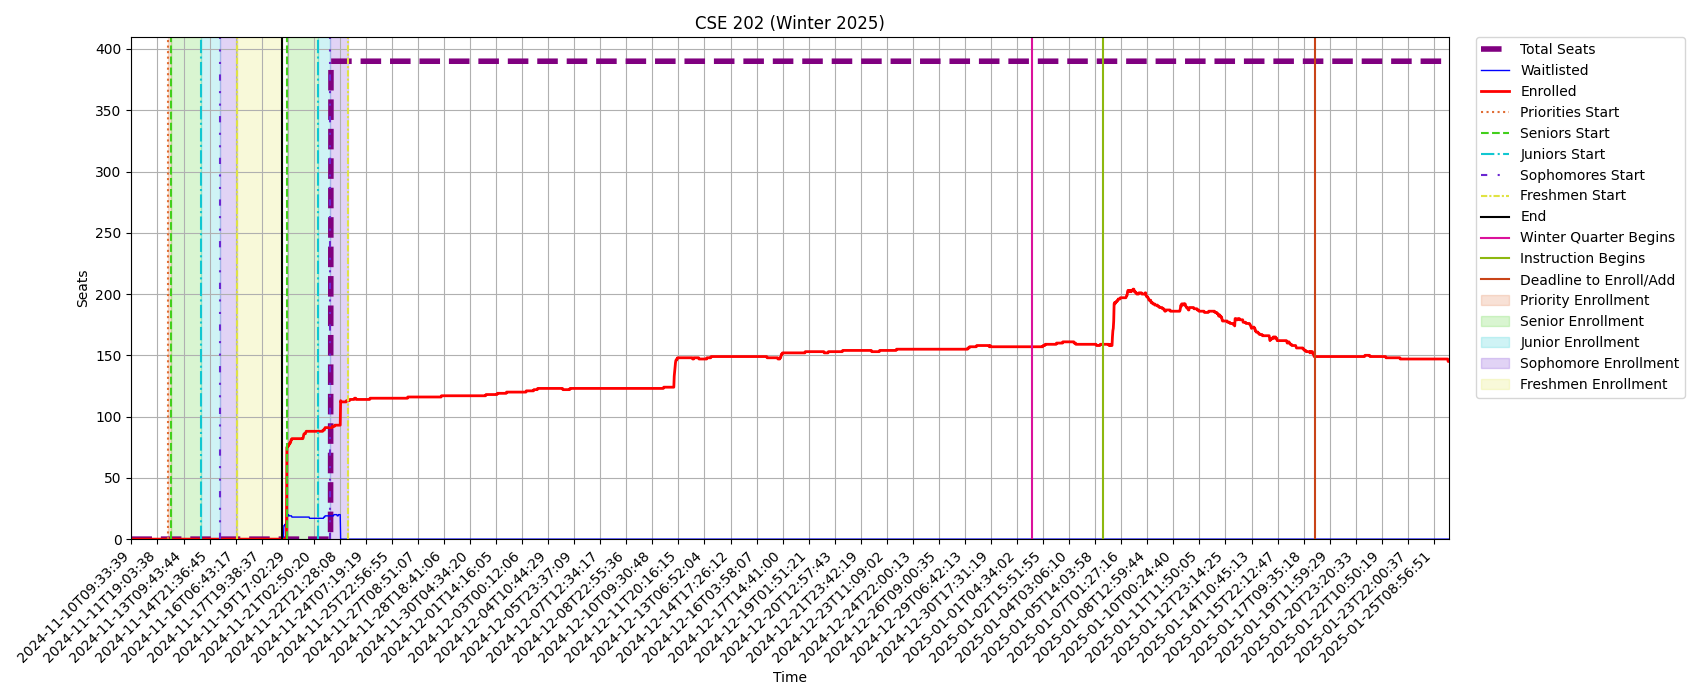 CSE 202 (Winter 2025)
400
350
300
250
200
150
100
50
0
Seats
2024-11-10T09:33:39
2024-11-11T19:03:38
2024-11-13T09:43:44
2024-11-14T21:36:45
2024-11-16T06:43:17
2024-11-17T19:38:37
2024-11-19T17:02:29
2024-11-21T02:50:20
2024-11-22T21:28:08
2024-11-24T07:19:19
2024-11-25T22:56:55
2024-11-27T08:51:07
2024-11-28T18:41:06
2024-11-30T04:34:20
2024-12-01T14:16:05
2024-12-03T00:12:06
2024-12-04T10:44:29
2024-12-05T23:37:09
2024-12-07T12:34:17
2024-12-08T22:55:36
2024-12-10T09:30:48
2024-12-11T20:16:15
2024-12-13T06:52:04
2024-12-14T17:26:12
2024-12-16T03:58:07
2024-12-17T14:41:00
2024-12-19T01:51:23
2024-12-20T12:57:43
2024-12-21T23:42:19
2024-12-23T11:09:02
2024-12-24T22:00:13
2024-12-26T09:00:35
2024-12-29T06:42:13
2024-12-30T17:31:19
2025-01-01T04:34:02
2025-01-02T15:51:55
2025-01-04T03:06:10
2025-01-05T14:03:58
2025-01-07T01:27:16
2025-01-08T12:59:44
2025-01-10T00:24:40
2025-01-11T11:50:05
2025-01-12T23:14:25
2025-01-14T10:45:13
2025-01-15T22:12:47
2025-01-17T09:35:18
2025-01-19T11:59:29
2025-01-20T23:20:33
2025-01-22T10:50:19
2025-01-23T22:00:37
2025-01-25T08:56:51
Time
Total Seats
Waitlisted
Enrolled
Priorities Start
Seniors Start
Juniors Start
Sophomores Start
Freshmen Start
End
Winter Quarter Begins
Instruction Begins
Deadline to Enroll/Add
Priority Enrollment
Senior Enrollment
Junior Enrollment
Sophomore Enrollment
Freshmen Enrollment